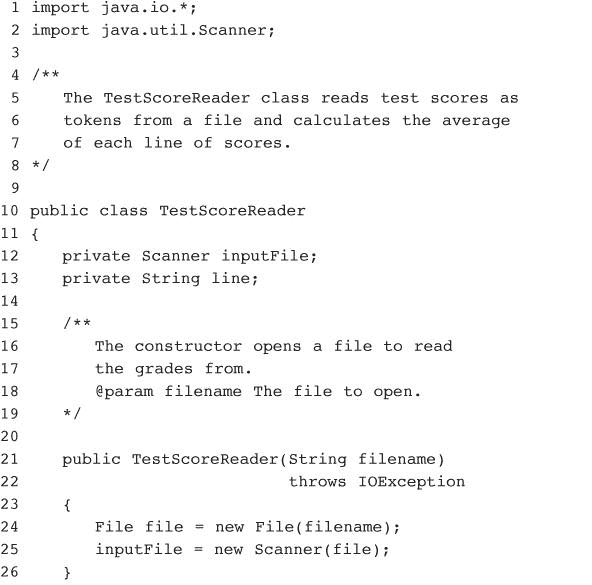 1 import java.io.*;
2 import java.util.Scanner;
3
4 /**
5    The TestScoreReader class reads test scores as
6    tokens from a file and calculates the average
7    of each line of scores.
8 */
9
10 public class TestScoreReader
11 {
12    private Scanner inputFile;
13    private String line;
14
15    /**
16       The constructor opens a file to read
17       the grades from.
18       @param filename The file to open.
19    */
20
21    public TestScoreReader(String filename)
22                           throws IOException
23    {
24       File file = new File(filename);
25       inputFile = new Scanner(file);
26    }